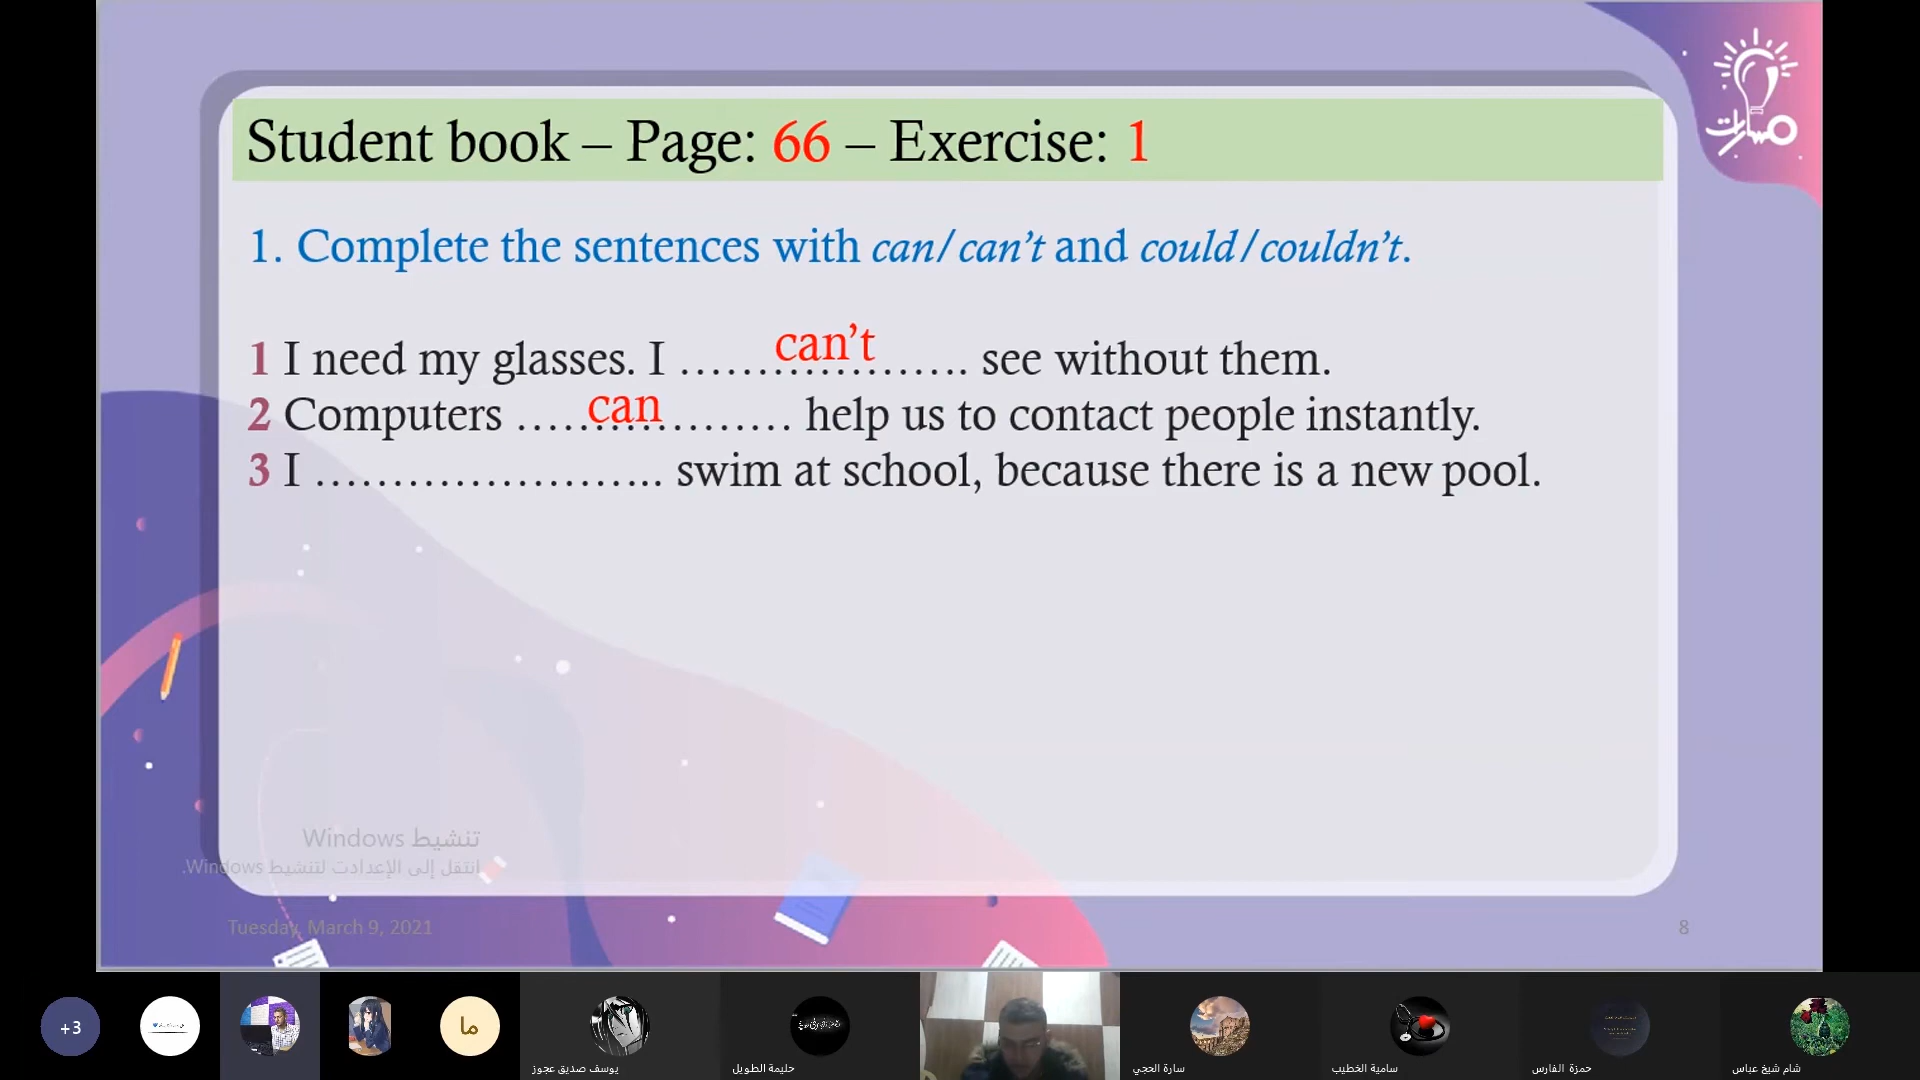 مسارات
Student book – Page: 66 – Exercise: 1
1. Complete the sentences with can/can’t and could/couldn’t.
1 I need my glasses. I can’t ………………. see without them.
2 Computers can ……………… help us to contact people instantly.
3 I ………………….. swim at school, because there is a new pool.
تنشيط Windows
انتقل إلى الإعدادت لتنشيط Windows.
Tuesday, March 9, 2021
8
+3
ما
يوسف صديق عجوز
حليمة الطويل
سارة الحجي
سامية الخطيب
حمزة الفارس
شام شيخ عباس